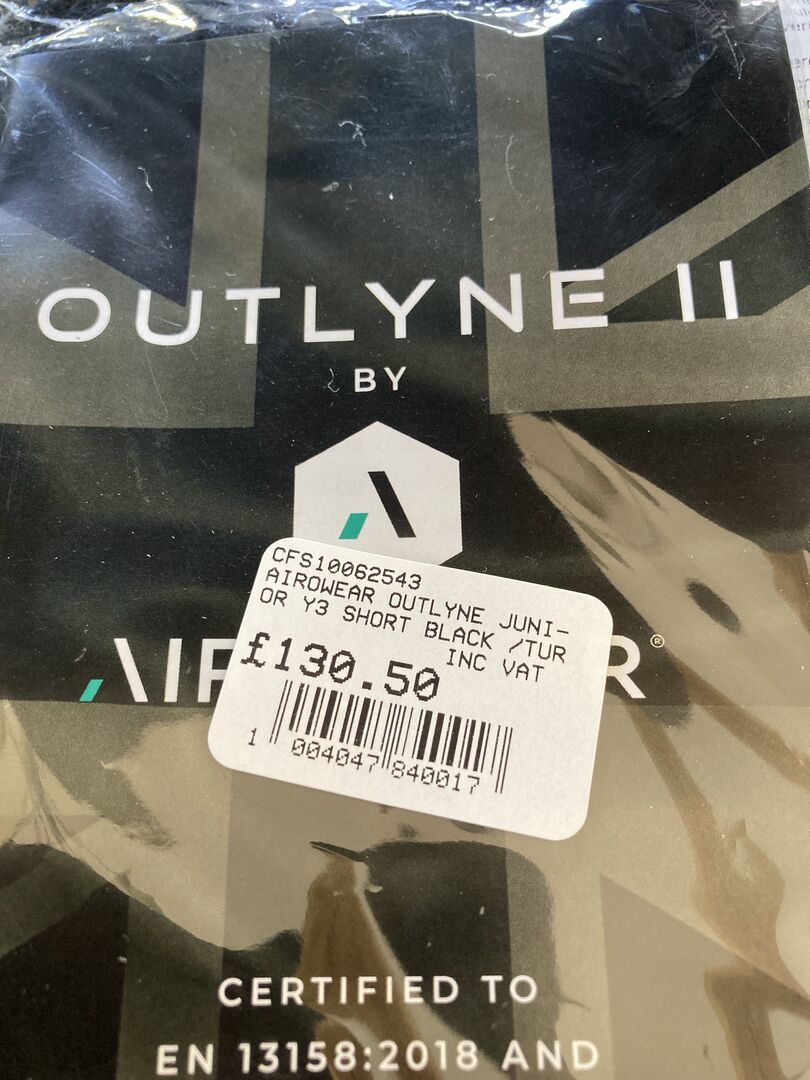 OUTLYNE II
BY
CFS10062543
AIROWEAR OUTLYNE JUNI-
OR Y3 SHORT BLACK /TUR
£130.50 INC VAT
1 004047 840017
AIR R®
CERTIFIED TO
EN 13158:2018 AND